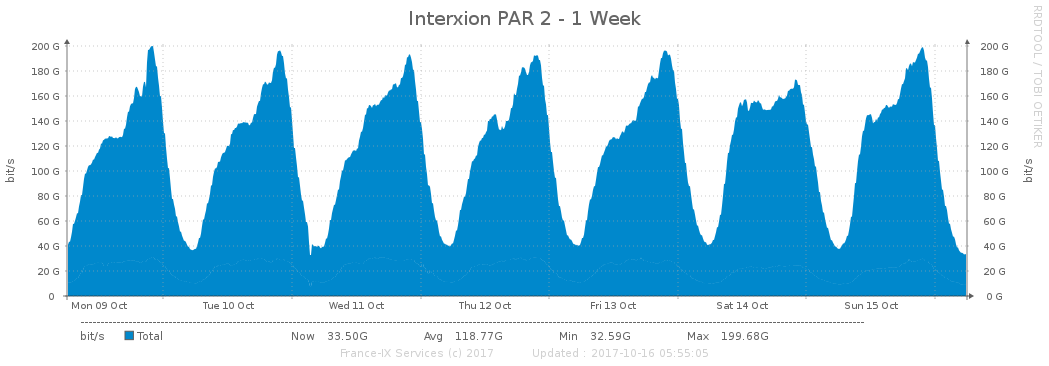 Interxion PAR 2 - 1 Week
RRDTOOL / TOBI OETIKER
bit/s
bit/s
200 G 200 G
180 G 180 G
160 G 160 G
140 G 140 G
120 G 120 G
100 G 100 G
80 G 80 G
60 G 60 G
40 G 40 G
20 G 20 G
0 0 G
Mon 09 Oct Tue 10 Oct Wed 11 Oct Thu 12 Oct Fri 13 Oct Sat 14 Oct Sun 15 Oct
bit/s Total Now 33.50G Avg 118.77G Min 32.59G Max 199.68G
France-IX Services (c) 2017 Updated : 2017-10-16 05:55:05